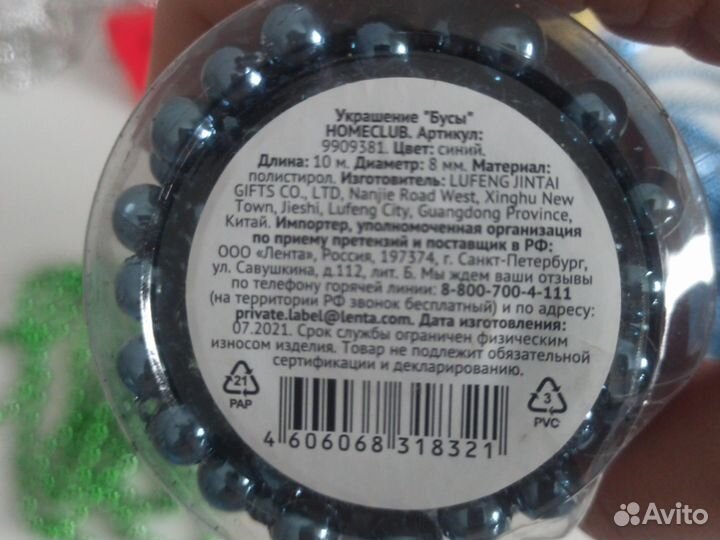 Украшение "Бусы"
HOMECLUB. Артикул:
9909381. Цвет: синий.
Длина: 10 м. Диаметр: 8 мм. Материал:
полистирол. Изготовитель: LUFENG JINTAI
GIFTS CO., LTD, Nanjie Road West, Xinghu New
Town, Jieshi, Lufeng City, Guangdong Province,
Китай. Импортер, уполномоченная организация
по приему претензий и поставщик в РФ:
ООО «Лента», Россия, 197374, г. Санкт-Петербург,
ул. Савушкина, д.112, лит. Б. Мы ждем ваши отзывы
по телефону горячей линии: 8-800-700-4-111
(на территории РФ звонок бесплатный) и по адресу:
private.label@lenta.com. Дата изготовления:
07.2021. Срок службы ограничен физическим
износом изделия. Товар не подлежит обязательной
сертификации и декларированию.
21
PAP
3
PVC
4 606068 318321
Avito